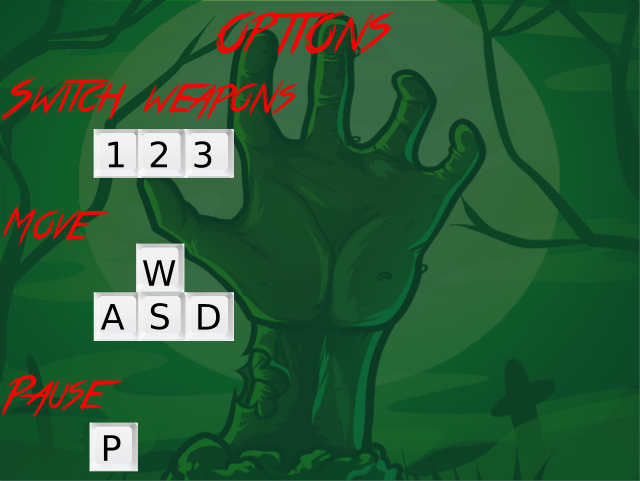 OPTIONS
SWITCH WEAPONS
1 2 3
MOVE
W
A S D
PAUSE
P